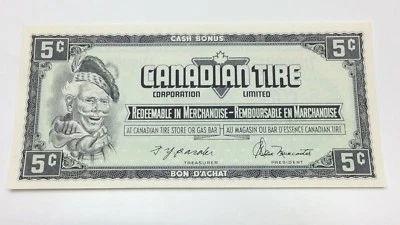 CASH BONUS
5¢ 5¢
CANADIAN TIRE
CORPORATION LIMITED
REDEEMABLE IN MERCHANDISE - REMBOURSABLE EN MARCHANDISE
AT CANADIAN TIRE STORE OR GAS BAR AU MAGASIN OU BAR D'ESSENCE CANADIAN TIRE
TREASURER PRESIDENT
5¢ 5¢
BON D'ACHAT